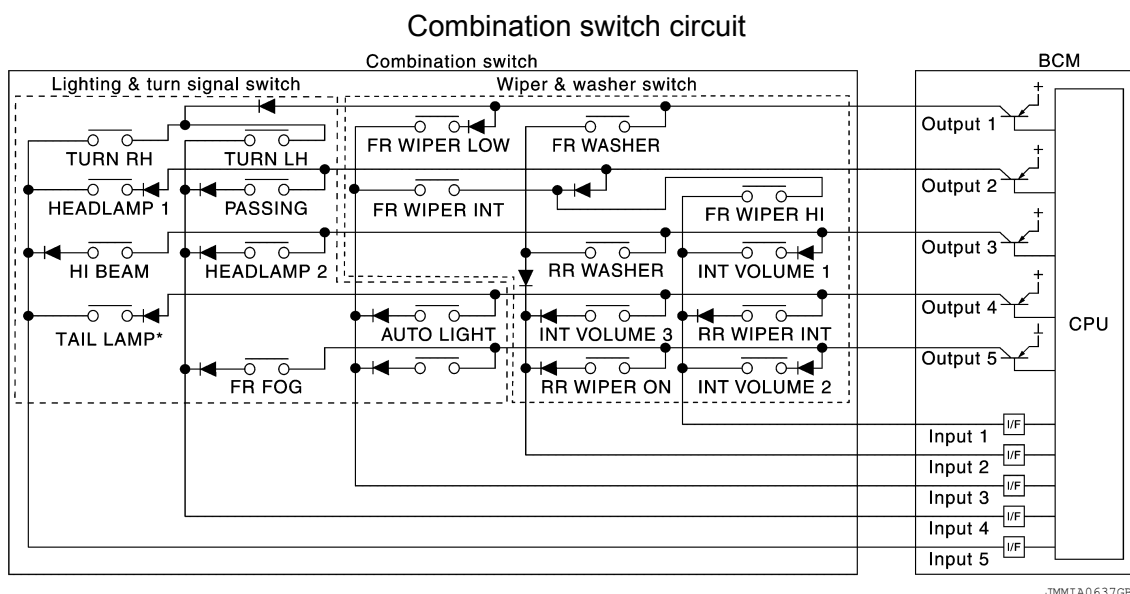 Combination switch circuit
Combination switch
BCM
Lighting & turn signal switch
Wiper & washer switch
Output 1
TURN RH
TURN LH
FR WIPER LOW
FR WASHER
Output 2
HEADLAMP 1
PASSING
FR WIPER INT
FR WIPER HI
Output 3
HI BEAM
HEADLAMP 2
RR WASHER
INT VOLUME 1
Output 4
TAIL LAMP*
AUTO LIGHT
INT VOLUME 3
RR WIPER INT
CPU
Output 5
FR FOG
RR WIPER ON
INT VOLUME 2
I/F
Input 1
I/F
Input 2
I/F
Input 3
I/F
Input 4
I/F
Input 5
JMMIA0637GB